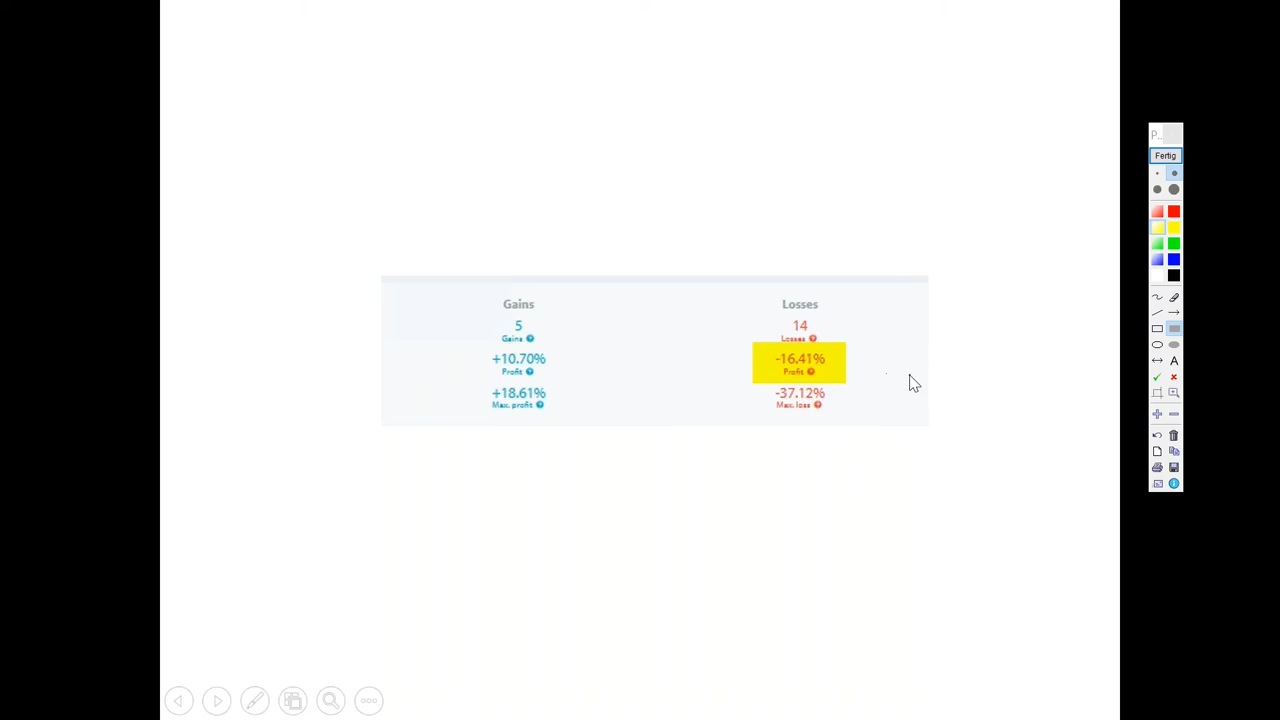 P...
Fertig
Gains
Losses
5
14
Gains
Losses
+10.70%
-16.41%
Profit
Profit
+18.61%
-37.12%
Max. profit
Max. loss
A